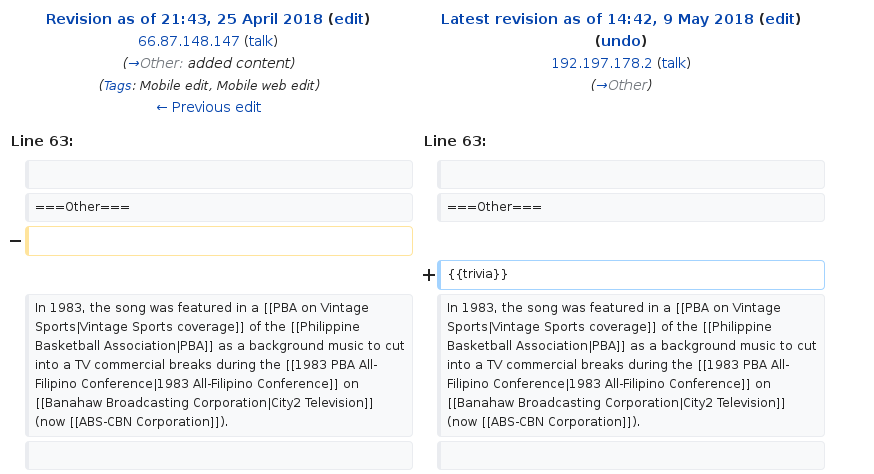 Revision as of 21:43, 25 April 2018 (edit)
66.87.148.147 (talk)
(→Other: added content)
(Tags: Mobile edit, Mobile web edit)
← Previous edit
Latest revision as of 14:42, 9 May 2018 (edit)
(undo)
192.197.178.2 (talk)
(→Other)
Line 63:
Line 63:
===Other===
===Other===
−
+ {{trivia}}
In 1983, the song was featured in a [[PBA on Vintage
Sports|Vintage Sports coverage]] of the [[Philippine
Basketball Association|PBA]] as a background music to cut
into a TV commercial breaks during the [[1983 PBA All-
Filipino Conference|1983 All-Filipino Conference]] on
[[Banahaw Broadcasting Corporation|City2 Television]]
(now [[ABS-CBN Corporation]]).
In 1983, the song was featured in a [[PBA on Vintage
Sports|Vintage Sports coverage]] of the [[Philippine
Basketball Association|PBA]] as a background music to cut
into a TV commercial breaks during the [[1983 PBA All-
Filipino Conference|1983 All-Filipino Conference]] on
[[Banahaw Broadcasting Corporation|City2 Television]]
(now [[ABS-CBN Corporation]]).